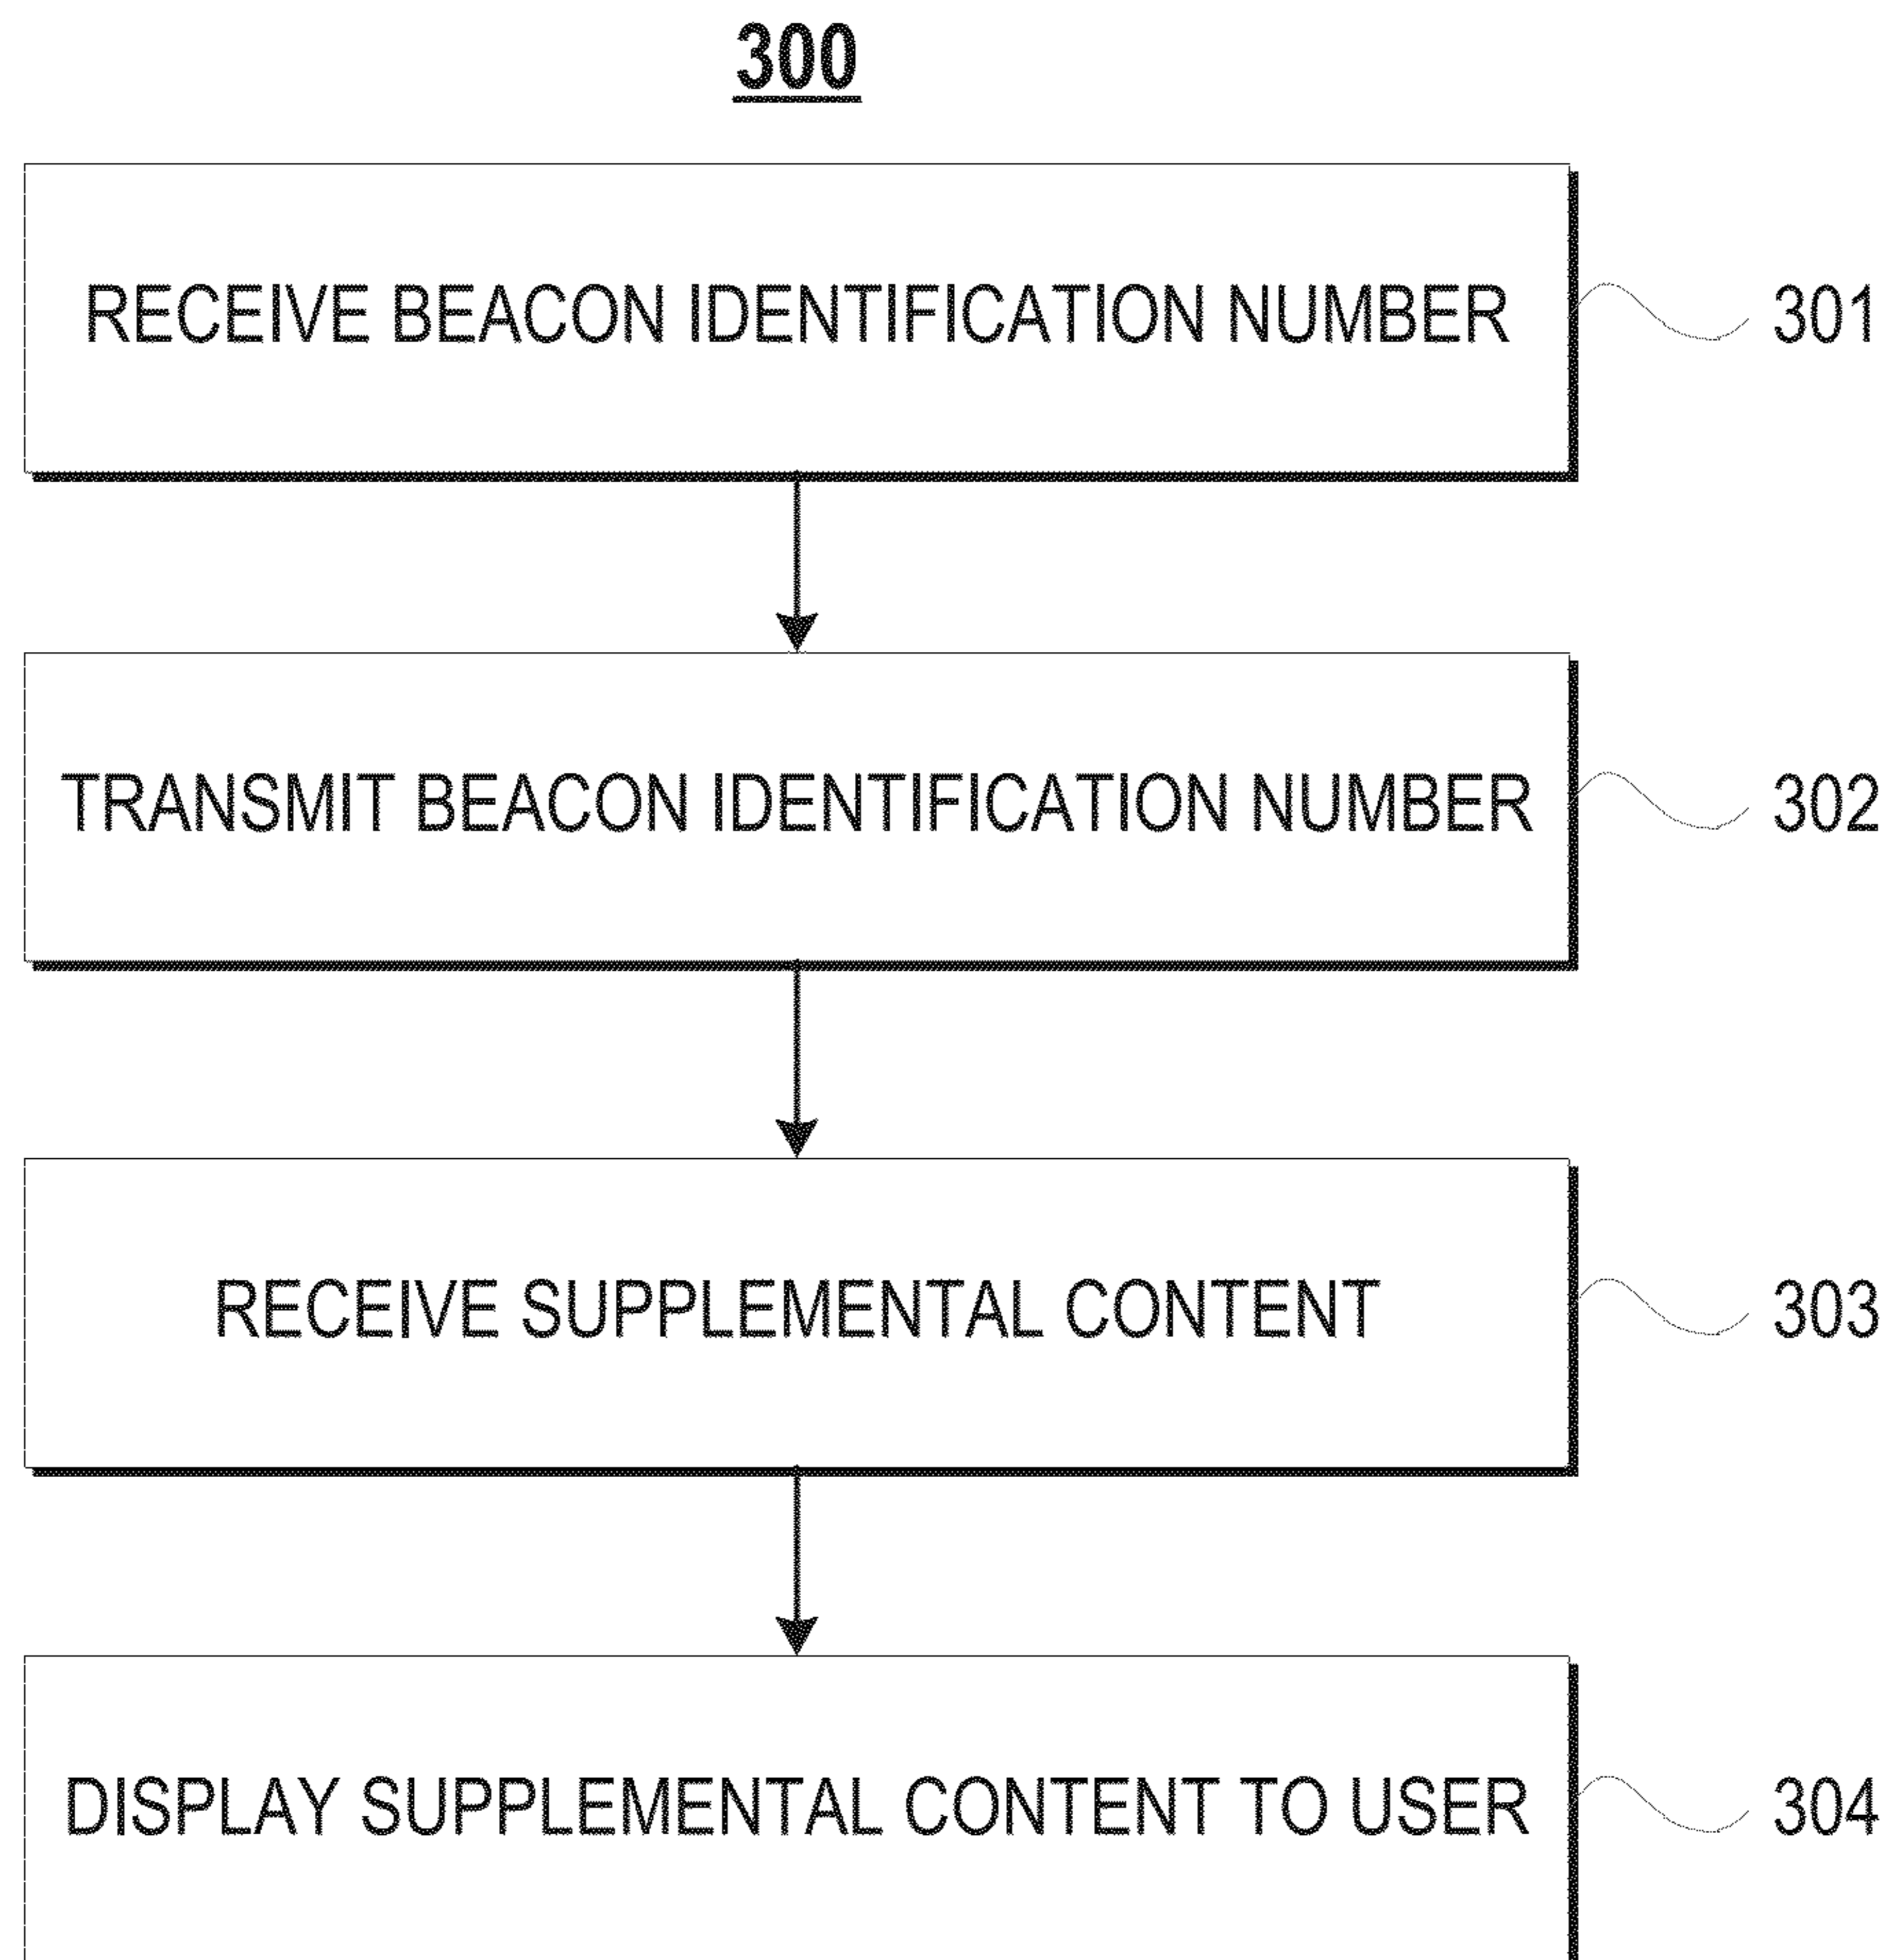 300
RECEIVE BEACON IDENTIFICATION NUMBER
301
TRANSMIT BEACON IDENTIFICATION NUMBER
302
RECEIVE SUPPLEMENTAL CONTENT
303
DISPLAY SUPPLEMENTAL CONTENT TO USER
304